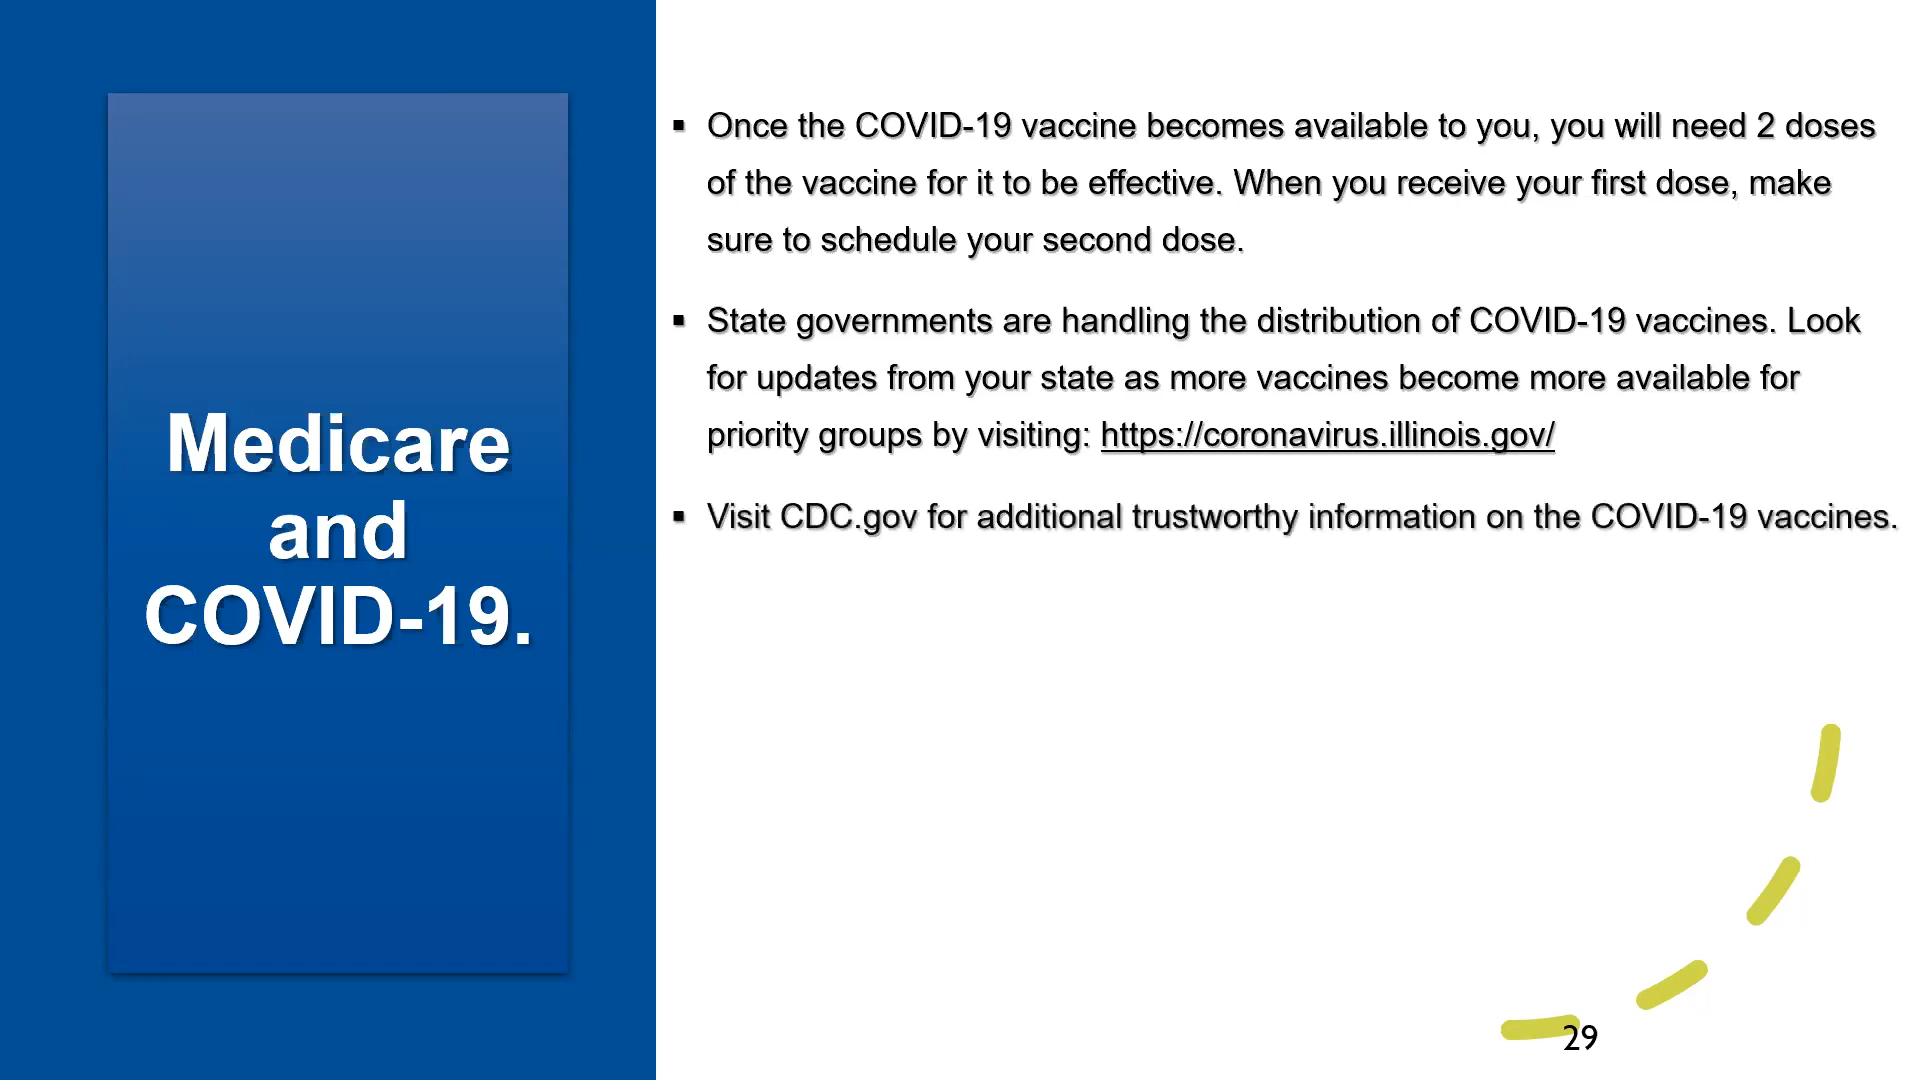 Medicare
and
COVID-19.
▪ Once the COVID-19 vaccine becomes available to you, you will need 2 doses
of the vaccine for it to be effective. When you receive your first dose, make
sure to schedule your second dose.
▪ State governments are handling the distribution of COVID-19 vaccines. Look
for updates from your state as more vaccines become more available for
priority groups by visiting: https://coronavirus.illinois.gov/
▪ Visit CDC.gov for additional trustworthy information on the COVID-19 vaccines.
29